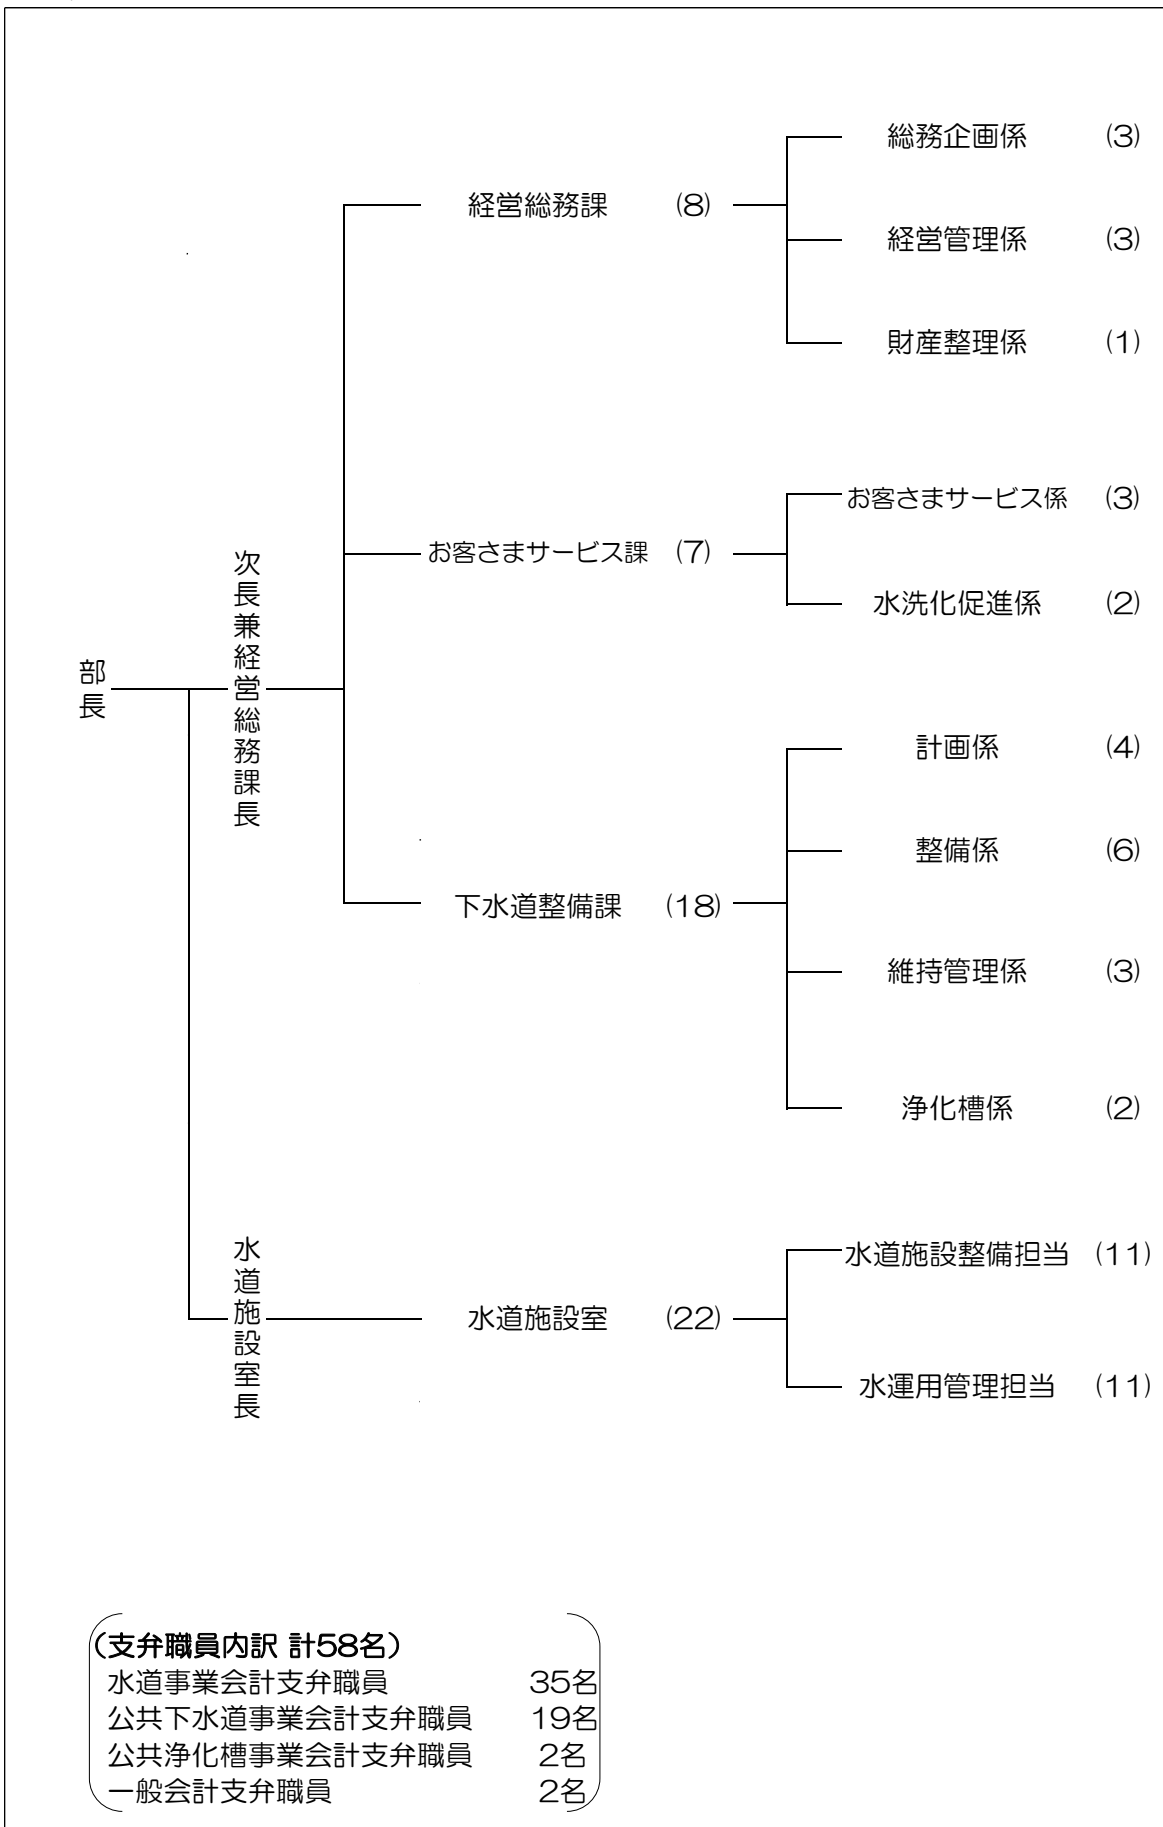 部長
次長兼経営総務課長
経営総務課 (8)
総務企画係 (3)
経営管理係 (3)
財産整理係 (1)
お客さまサービス課 (7)
お客さまサービス係 (3)
水洗化促進係 (2)
下水道整備課 (18)
計画係 (4)
整備係 (6)
維持管理係 (3)
浄化槽係 (2)
水道施設室長
水道施設室 (22)
水道施設整備担当 (11)
水運用管理担当 (11)
(支弁職員内訳 計58名)
水道事業会計支弁職員 35名
公共下水道事業会計支弁職員 19名
公共浄化槽事業会計支弁職員 2名
一般会計支弁職員 2名